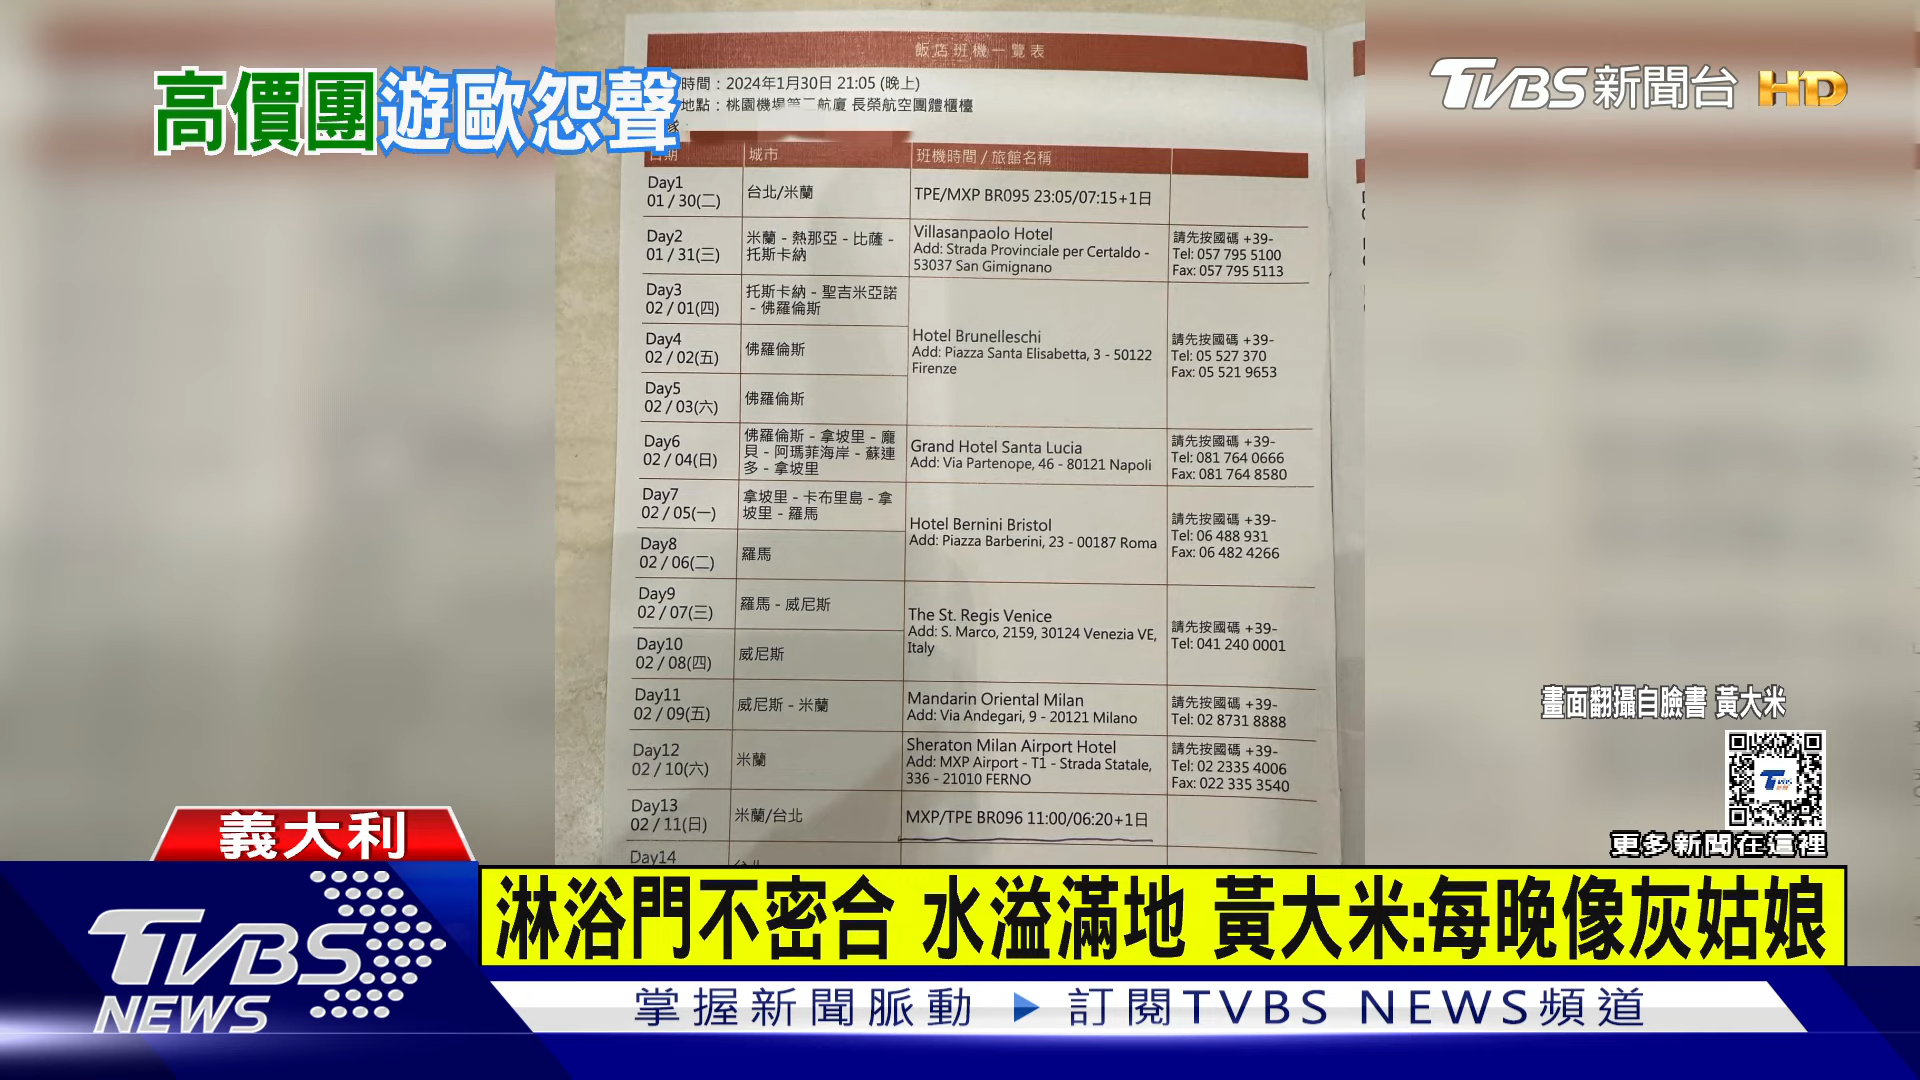 高價團遊歐怨聲
TVBS新聞台 HD
飯店班機一覽表
時間：2024年1月30日 21:05 (晚上)
地點：桃園機場第二航廈 長榮航空團體櫃檯
日期 城市 班機時間 / 旅館名稱
Day1
01 / 30(二)
台北/米蘭
TPE/MXP BR095 23:05/07:15+1日
Day2
01 / 31(三)
米蘭 - 熱那亞 - 比薩 -
托斯卡納
Villasanpaolo Hotel
Add: Strada Provinciale per Certaldo -
53037 San Gimignano
請先按國碼 +39-
Tel: 057 795 5100
Fax: 057 795 5113
Day3
02 / 01(四)
托斯卡納 - 聖吉米亞諾
- 佛羅倫斯
Day4
02 / 02(五)
佛羅倫斯
Day5
02 / 03(六)
佛羅倫斯
Hotel Brunelleschi
Add: Piazza Santa Elisabetta, 3 - 50122
Firenze
請先按國碼 +39-
Tel: 05 527 370
Fax: 05 521 9653
Day6
02 / 04(日)
佛羅倫斯 - 拿坡里 - 龐
貝 - 阿瑪菲海岸 - 蘇連
多 - 拿坡里
Grand Hotel Santa Lucia
Add: Via Partenope, 46 - 80121 Napoli
請先按國碼 +39-
Tel: 081 764 0666
Fax: 081 764 8580
Day7
02 / 05(一)
拿坡里 - 卡布里島 - 拿
坡里 - 羅馬
Day8
02 / 06(二)
羅馬
Hotel Bernini Bristol
Add: Piazza Barberini, 23 - 00187 Roma
請先按國碼 +39-
Tel: 06 488 931
Fax: 06 482 4266
Day9
02 / 07(三)
羅馬 - 威尼斯
Day10
02 / 08(四)
威尼斯
The St. Regis Venice
Add: S. Marco, 2159, 30124 Venezia VE,
Italy
請先按國碼 +39-
Tel: 041 240 0001
Day11
02 / 09(五)
威尼斯 - 米蘭
Mandarin Oriental Milan
Add: Via Andegari, 9 - 20121 Milano
請先按國碼 +39-
Tel: 02 8731 8888
Day12
02 / 10(六)
米蘭
Sheraton Milan Airport Hotel
Add: MXP Airport - T1 - Strada Statale,
336 - 21010 FERNO
請先按國碼 +39-
Tel: 02 2335 4006
Fax: 022 335 3540
Day13
02 / 11(日)
米蘭/台北
MXP/TPE BR096 11:00/06:20+1日
Day14
畫面翻攝自臉書 黃大米
更多新聞在這裡
義大利
淋浴門不密合 水溢滿地 黃大米:每晚像灰姑娘
TVBS
NEWS
掌握新聞脈動 ▶ 訂閱TVBS NEWS頻道